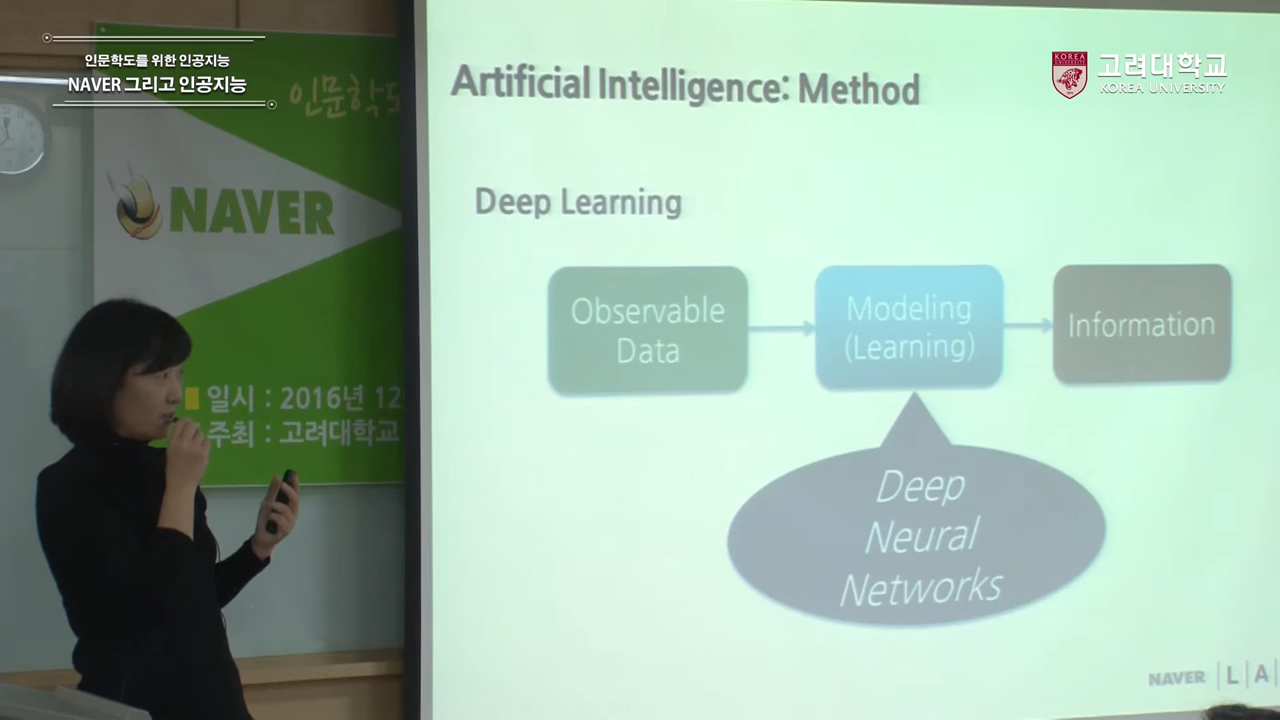 인문학도를 위한 인공지능
NAVER 그리고 인공지능
고려대학교
KOREA UNIVERSITY
KOREA
UNIVERSITY
인문학도
NAVER
일시 : 2016년 12
주최 : 고려대학교
Artificial Intelligence: Method
Deep Learning
Observable
Data
Modeling
(Learning)
Information
Deep
Neural
Networks
NAVER | L | A |